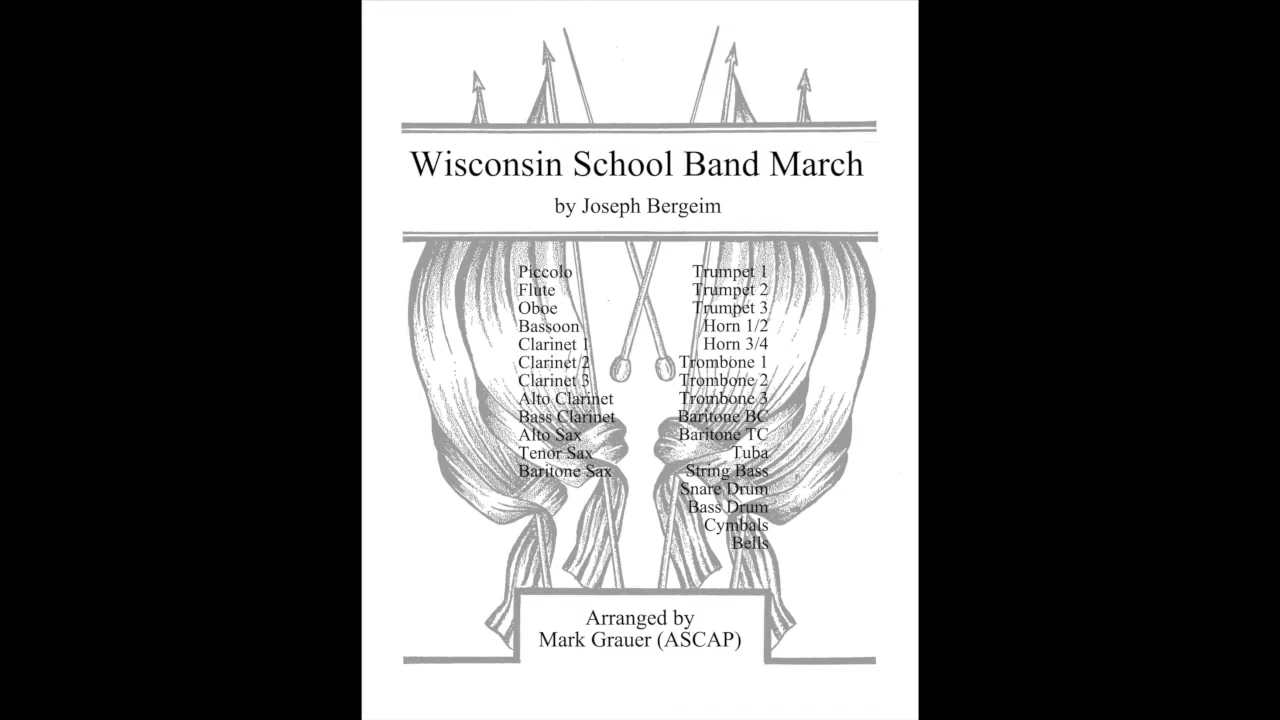 Wisconsin School Band March
by Joseph Bergeim
Piccolo
Flute
Oboe
Bassoon
Clarinet 1
Clarinet 2
Clarinet 3
Alto Clarinet
Bass Clarinet
Alto Sax
Tenor Sax
Baritone Sax
Trumpet 1
Trumpet 2
Trumpet 3
Horn 1/2
Horn 3/4
Trombone 1
Trombone 2
Trombone 3
Baritone BC
Baritone TC
Tuba
String Bass
Snare Drum
Bass Drum
Cymbals
Bells
Arranged by
Mark Grauer (ASCAP)